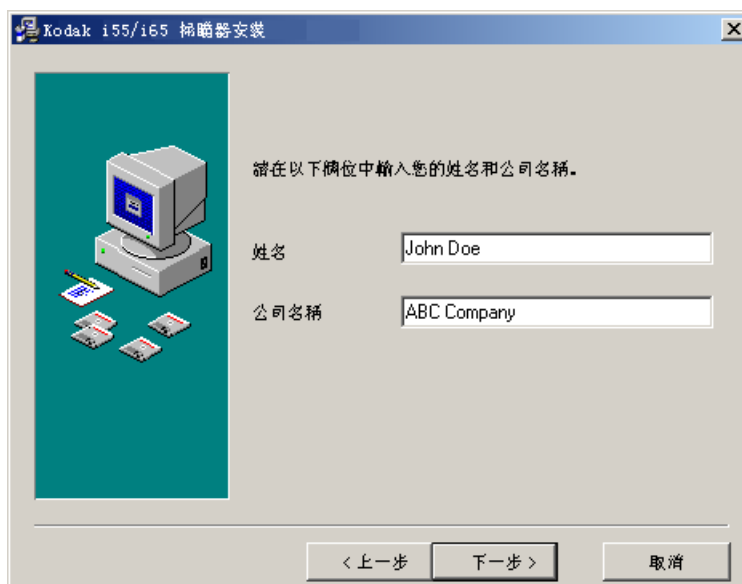 Kodak i55/i65 掃瞄器安裝
請在以下欄位中輸入您的姓名和公司名稱。
姓名 John Doe
公司名稱 ABC Company
<上一步 下一步> 取消